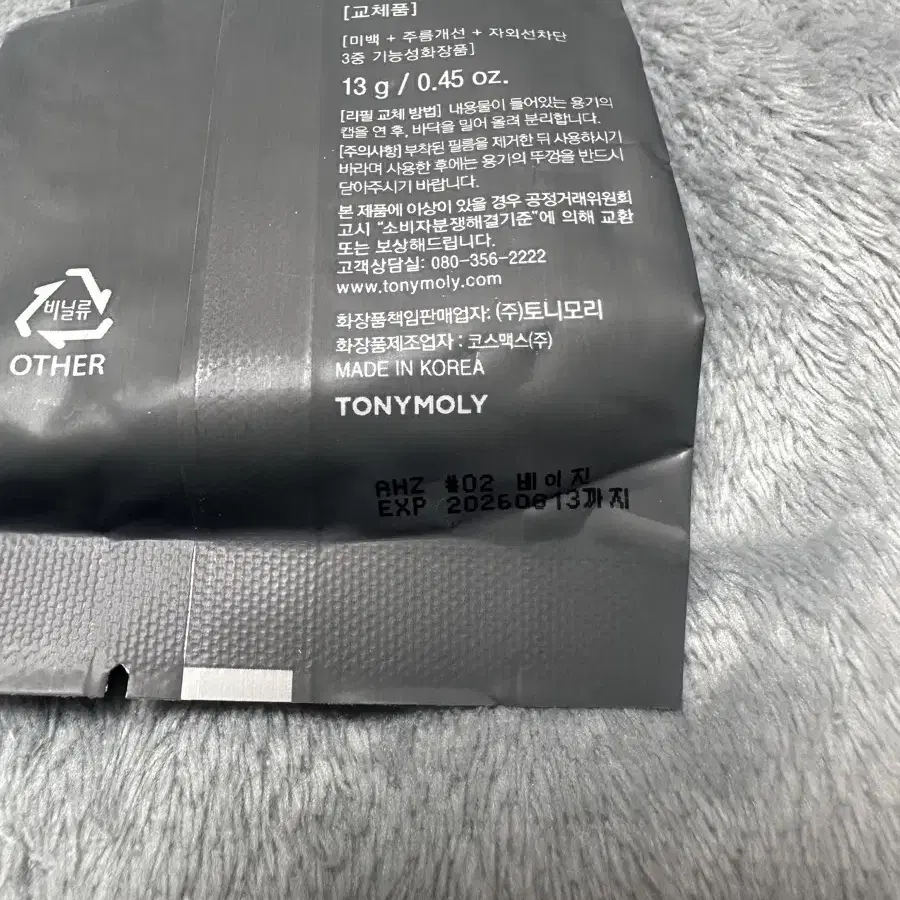 [교체품]
[미백 + 주름개선 + 자외선차단
3중 기능성화장품]
13 g / 0.45 oz.
[리필 교체 방법] 내용물이 들어있는 용기의
캡을 연 후, 바닥을 밀어 올려 분리합니다.
[주의사항] 부착된 필름을 제거한 뒤 사용하시기
바라며 사용한 후에는 용기의 뚜껑을 반드시
닫아주시기 바랍니다.
본 제품에 이상이 있을 경우 공정거래위원회
고시 "소비자분쟁해결기준"에 의해 교환
또는 보상해드립니다.
고객상담실: 080-356-2222
www.tonymoly.com
화장품책임판매업자: (주)토니모리
화장품제조업자 : 코스맥스(주)
MADE IN KOREA
TONYMOLY
비닐류
OTHER
AHZ #02 베이지
EXP 20260613까지